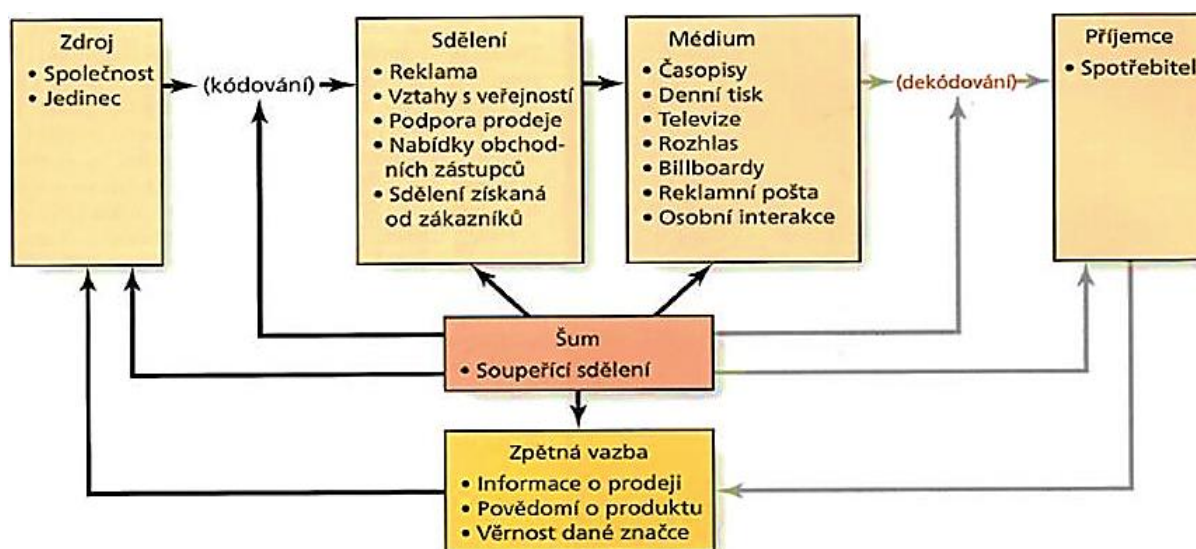 Zdroj
• Společnost
• Jedinec
(kódování)
Sdělení
• Reklama
• Vztahy s veřejností
• Podpora prodeje
• Nabídky obchod-
ních zástupců
• Sdělení získaná
od zákazníků
Médium
• Časopisy
• Denní tisk
• Televize
• Rozhlas
• Billboardy
• Reklamní pošta
• Osobní interakce
(dekódování)
Příjemce
• Spotřebitel
Šum
• Soupeřící sdělení
Zpětná vazba
• Informace o prodeji
• Povědomí o produktu
• Věrnost dané značce